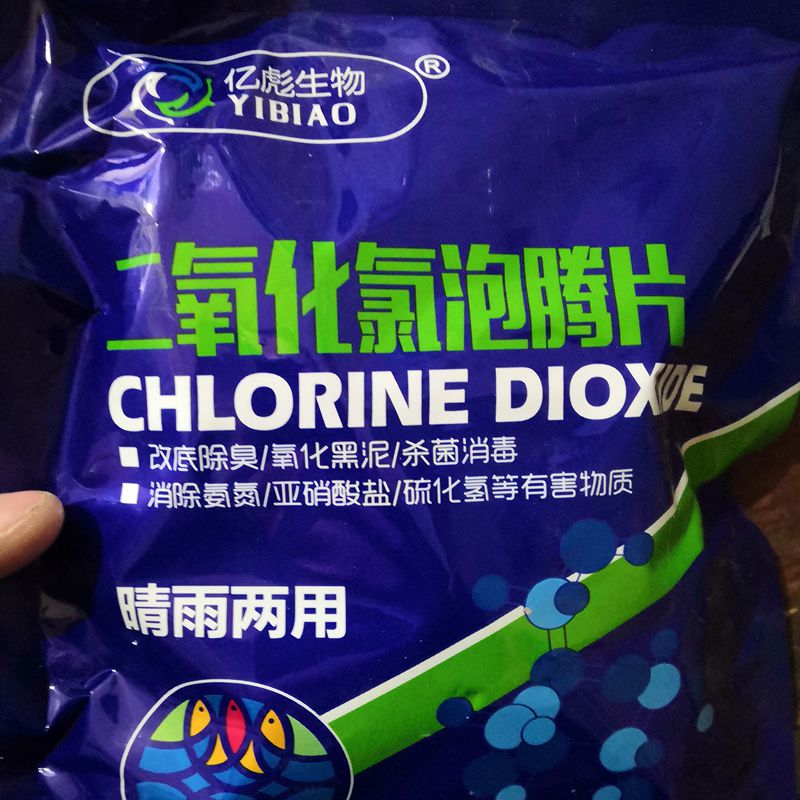 亿彪生物
YIBIAO
®
二氧化氯泡腾片
CHLORINE DIOXIDE
▪ 改底除臭/氧化黑泥/杀菌消毒
▪ 消除氨氮/亚硝酸盐/硫化氢等有害物质
晴雨两用